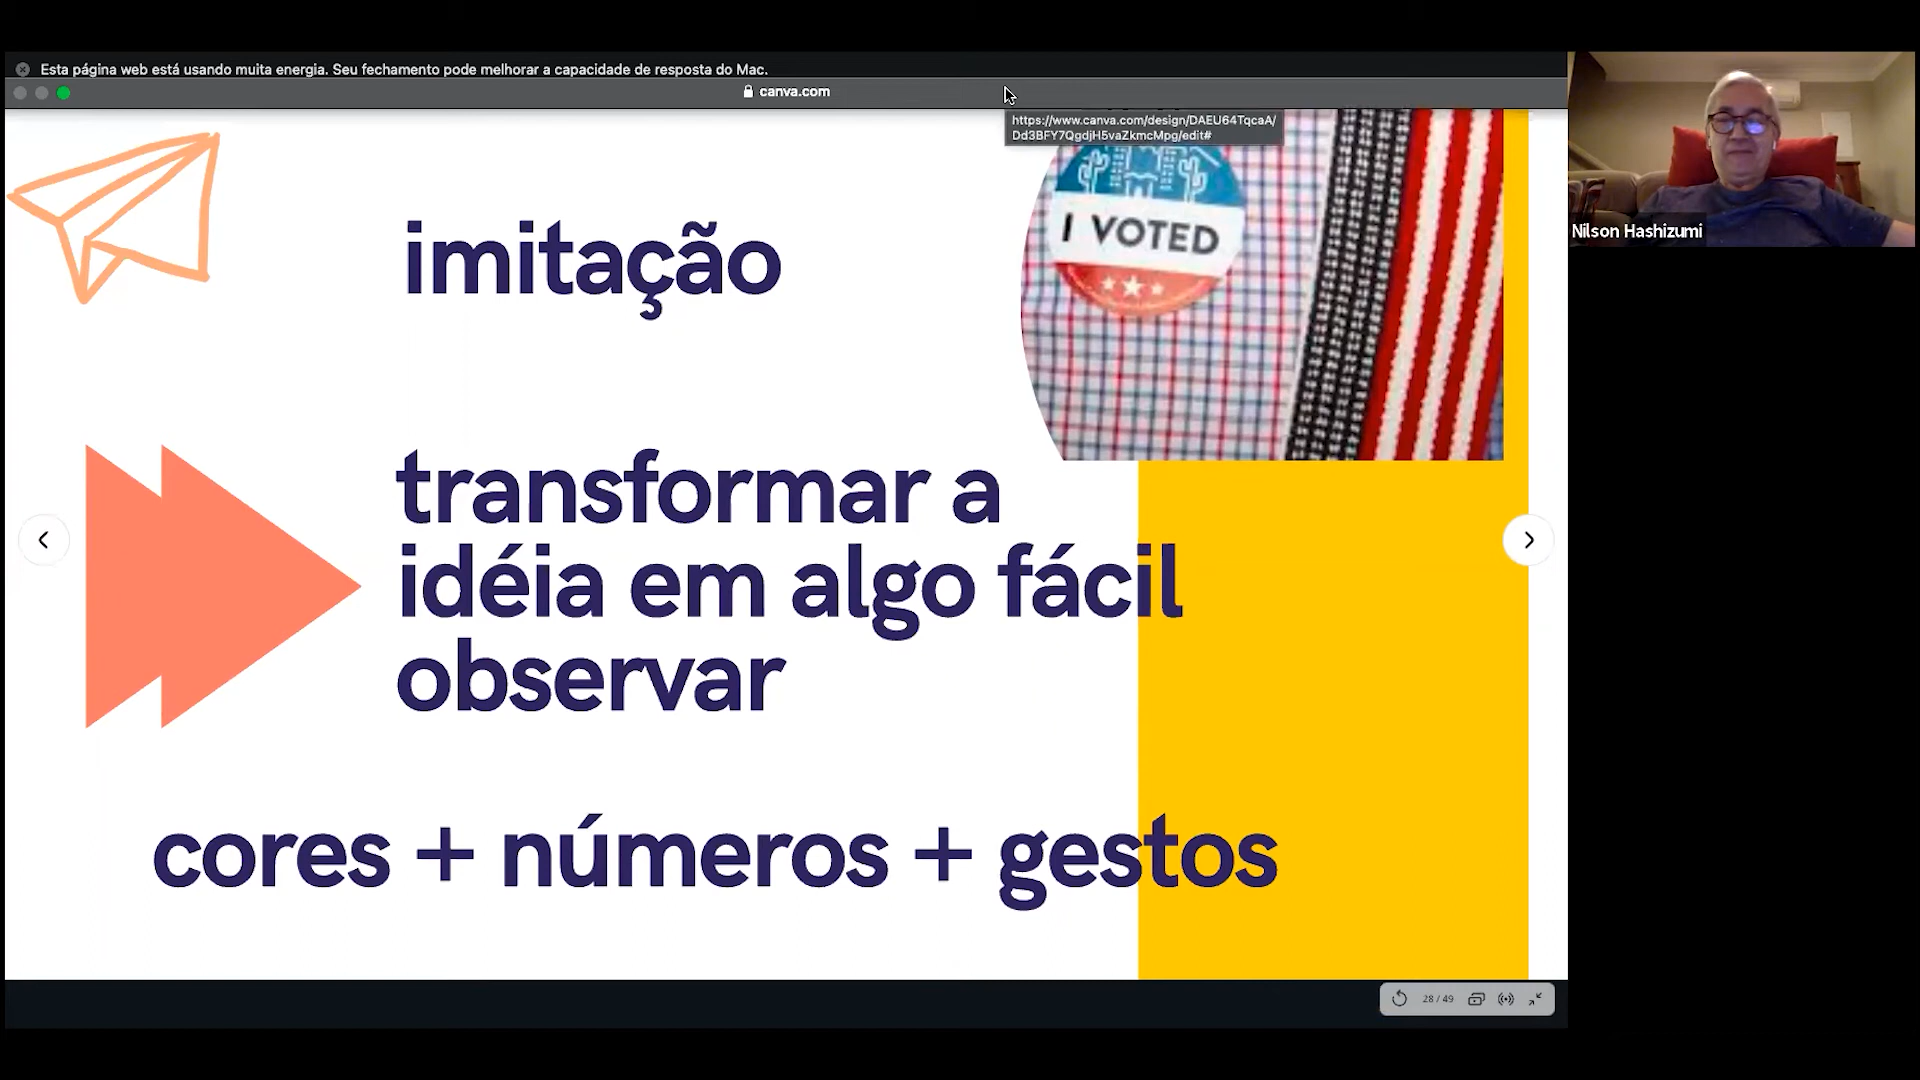 Esta página web está usando muita energia. Seu fechamento pode melhorar a capacidade de resposta do Mac.
canva.com
https://www.canva.com/design/DAEU64TqcaA/
Dd3BFY7QgdjH5vaZkmcMpg/edit#
I VOTED
imitação
transformar a
idéia em algo fácil
observar
cores + números + gestos
28 / 49
Nilson Hashizumi